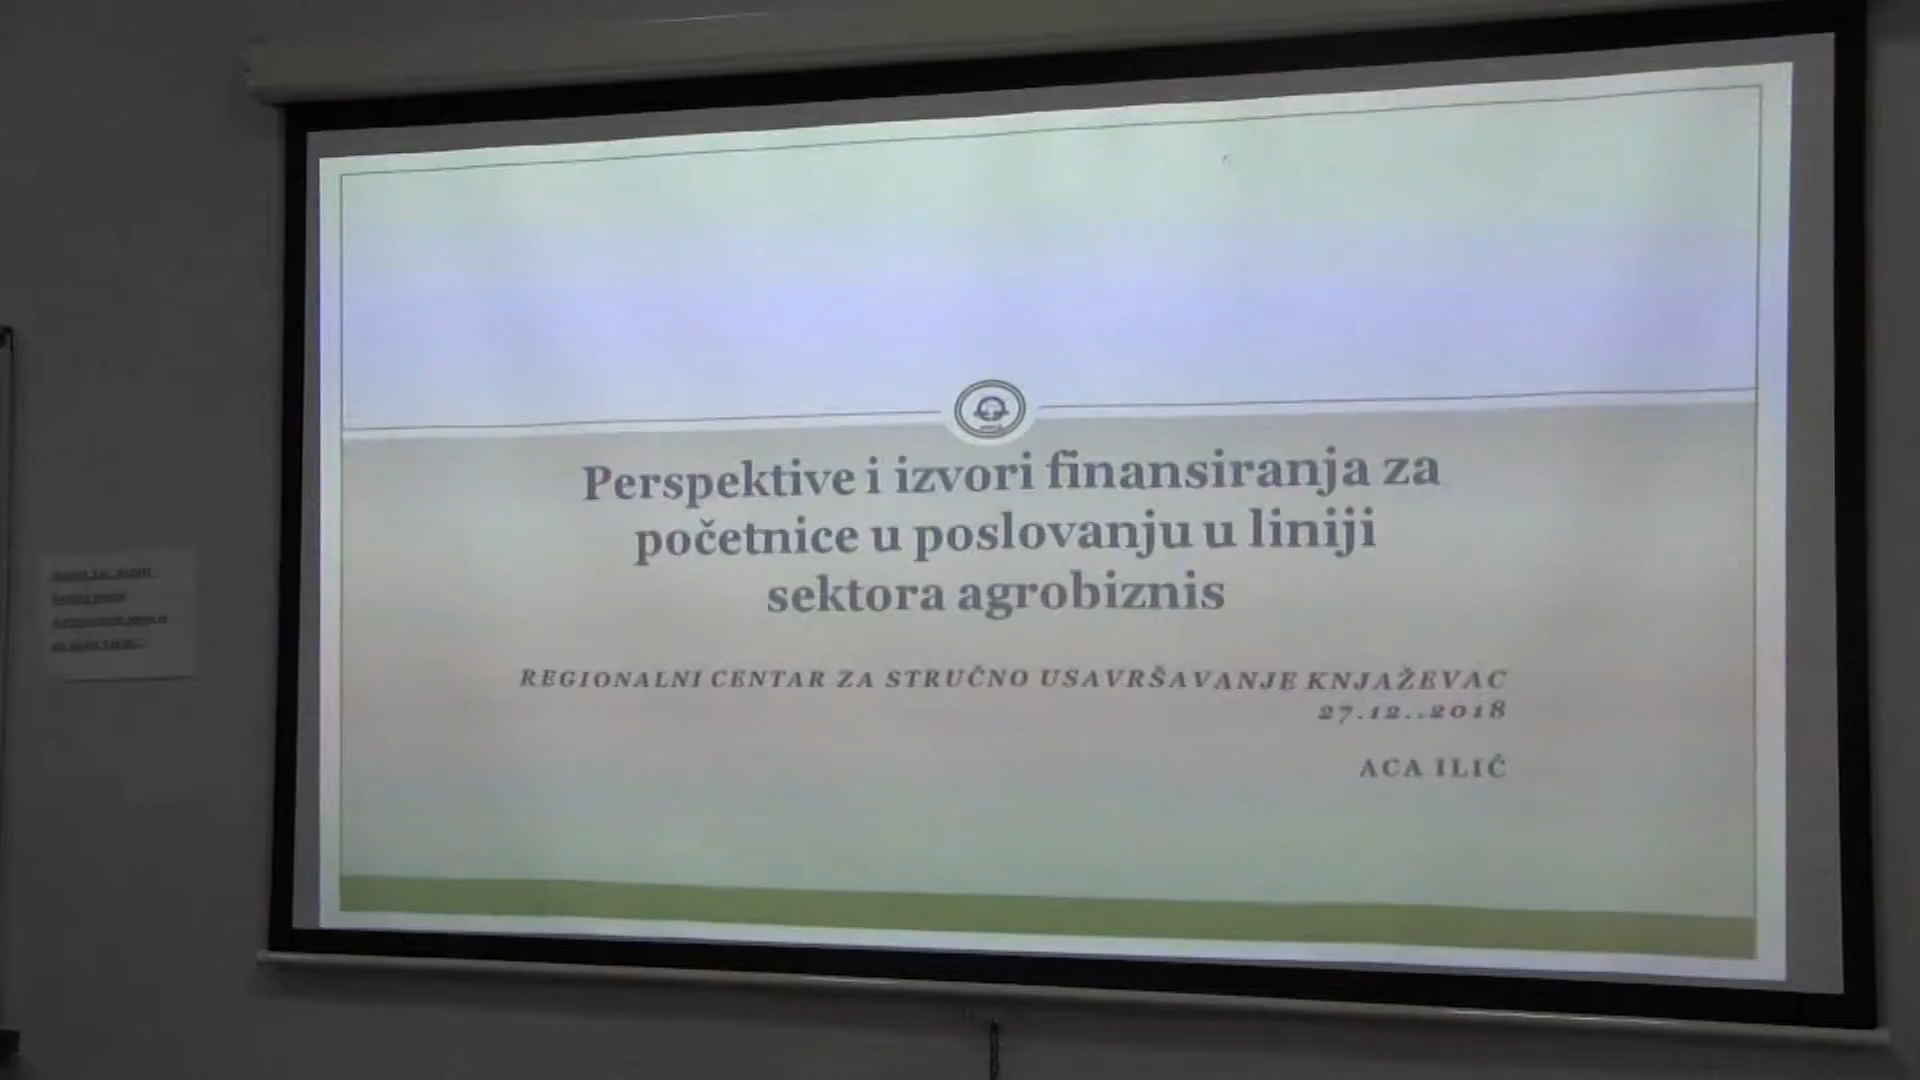 Perspektive i izvori finansiranja za
početnice u poslovanju u liniji
sektora agrobiznis
REGIONALNI CENTAR ZA STRUČNO USAVRŠAVANJE KNJAŽEVAC
27.12..2018
ACA ILIĆ